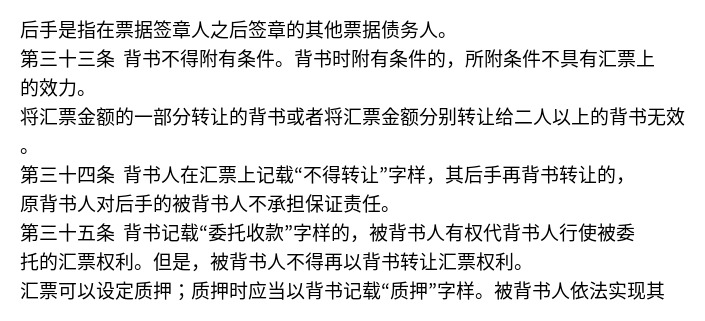 后手是指在票据签章人之后签章的其他票据债务人。
第三十三条 背书不得附有条件。背书时附有条件的，所附条件不具有汇票上
的效力。
将汇票金额的一部分转让的背书或者将汇票金额分别转让给二人以上的背书无效
。
第三十四条 背书人在汇票上记载“不得转让”字样，其后手再背书转让的，
原背书人对后手的被背书人不承担保证责任。
第三十五条 背书记载“委托收款”字样的，被背书人有权代背书人行使被委
托的汇票权利。但是，被背书人不得再以背书转让汇票权利。
汇票可以设定质押；质押时应当以背书记载“质押”字样。被背书人依法实现其